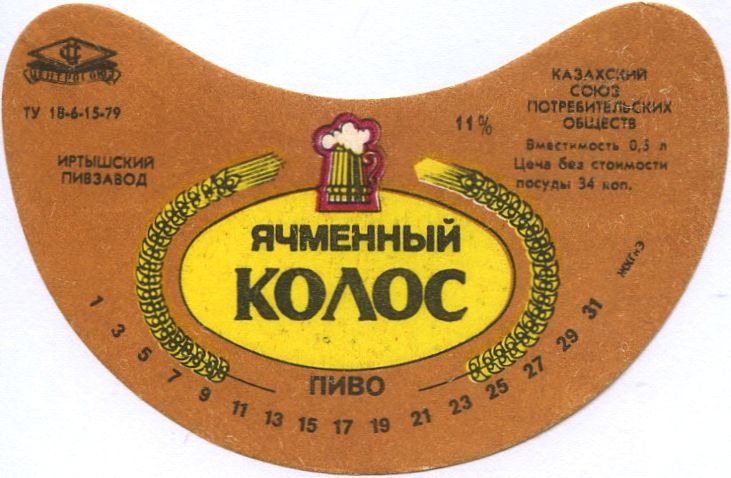 ЦЕНТРОСОЮЗ
ТУ 18-6-15-79
ИРТЫШСКИЙ
ПИВЗАВОД
11%
КАЗАХСКИЙ
СОЮЗ
ПОТРЕБИТЕЛЬСКИХ
ОБЩЕСТВ
Вместимость 0,5 л
Цена без стоимости
посуды 34 коп.
ЯЧМЕННЫЙ
КОЛОС
ПИВО
1 3 5 7 9 11 13 15 17 19 21 23 25 27 29 31